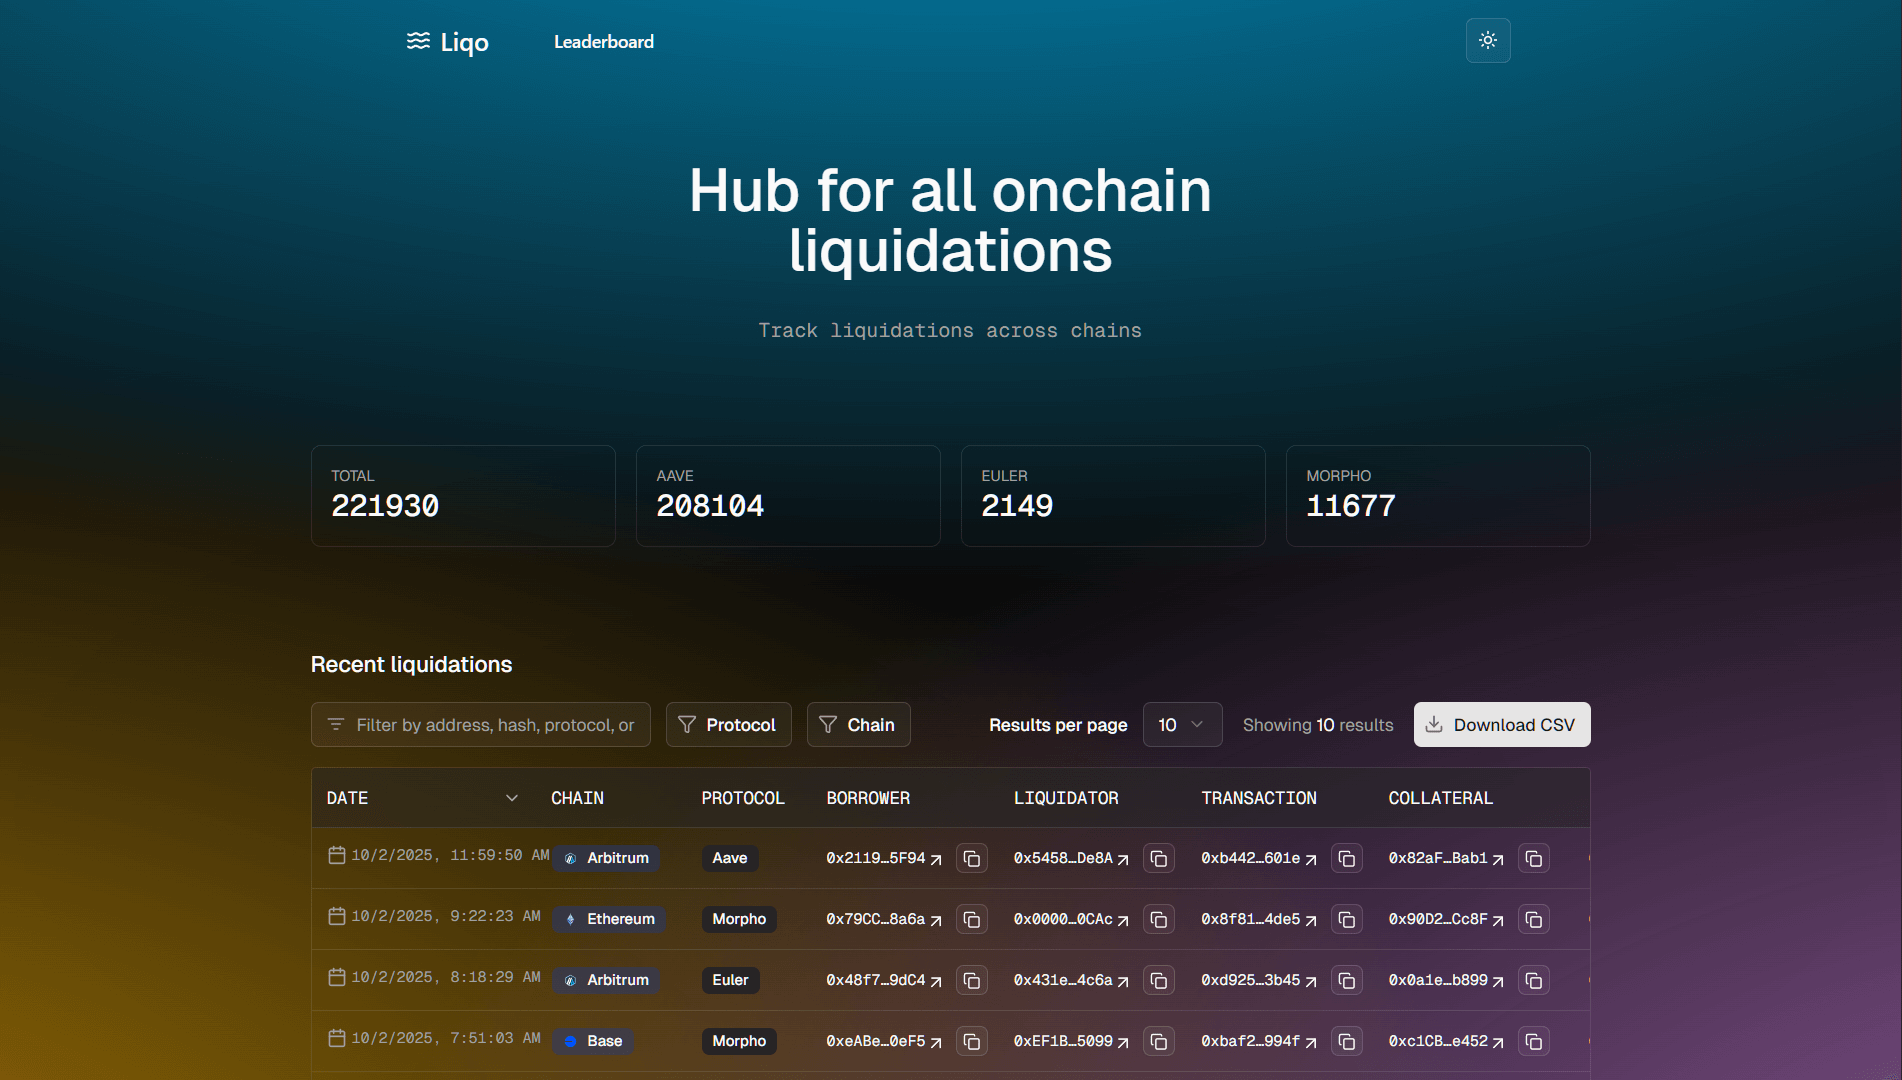 Liqo
Leaderboard
Hub for all onchain
liquidations
Track liquidations across chains
TOTAL
221930
AAVE
208104
EULER
2149
MORPHO
11677
Recent liquidations
Filter by address, hash, protocol, or
Protocol
Chain
Results per page
10
Showing 10 results
Download CSV
DATE CHAIN PROTOCOL BORROWER LIQUIDATOR TRANSACTION COLLATERAL
10/2/2025, 11:59:50 AM Arbitrum Aave 0x2119…5F94 0x5458…De8A 0xb442…601e 0x82aF…Bab1
10/2/2025, 9:22:23 AM Ethereum Morpho 0x79CC…8a6a 0x0000…0CAc 0x8f81…4de5 0x90D2…Cc8F
10/2/2025, 8:18:29 AM Arbitrum Euler 0x48f7…9dC4 0x431e…4c6a 0xd925…3b45 0x0a1e…b899
10/2/2025, 7:51:03 AM Base Morpho 0xeABe…0eF5 0xEF1B…5099 0xbaf2…994f 0xc1CB…e452